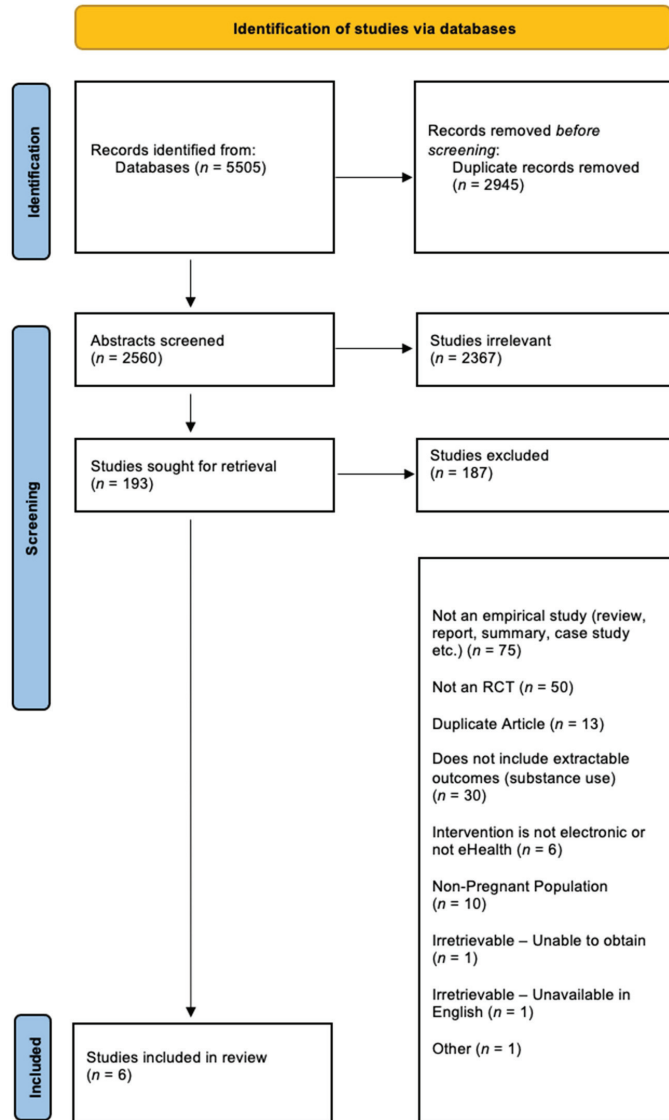 Identification of studies via databases
Identification
Records identified from:
Databases (n = 5505)
Records removed before
screening:
Duplicate records removed
(n = 2945)
Screening
Abstracts screened
(n = 2560)
Studies irrelevant
(n = 2367)
Studies sought for retrieval
(n = 193)
Studies excluded
(n = 187)
Not an empirical study (review,
report, summary, case study
etc.) (n = 75)
Not an RCT (n = 50)
Duplicate Article (n = 13)
Does not include extractable
outcomes (substance use)
(n = 30)
Intervention is not electronic or
not eHealth (n = 6)
Non-Pregnant Population
(n = 10)
Irretrievable – Unable to obtain
(n = 1)
Irretrievable – Unavailable in
English (n = 1)
Other (n = 1)
Included
Studies included in review
(n = 6)